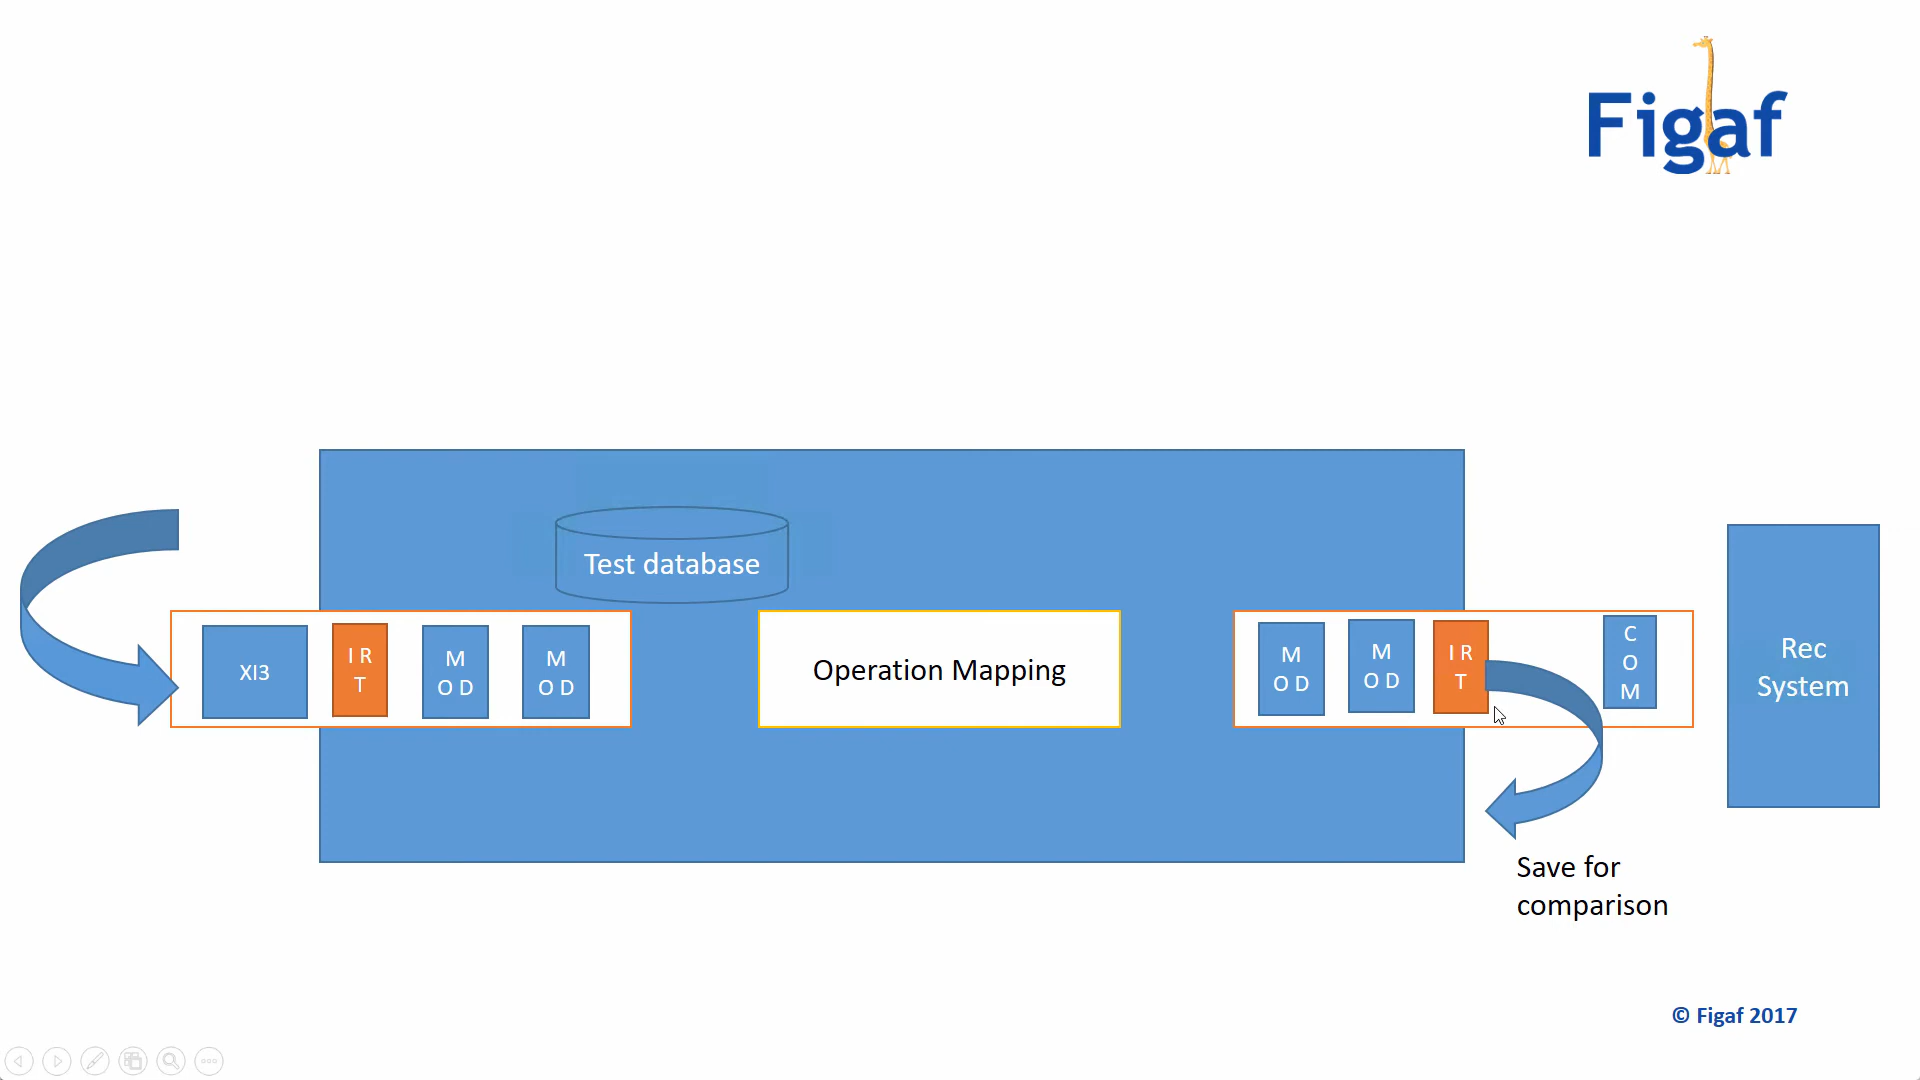 Figaf
Test database
XI3
I R
T
M
O D
M
O D
Operation Mapping
M
O D
M
O D
I R
T
C
O
M
Rec
System
Save for
comparison
© Figaf 2017